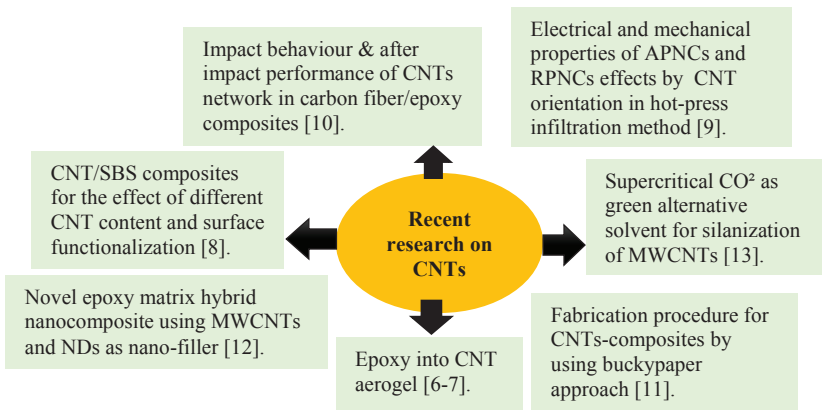 Impact behaviour & after
impact performance of CNTs
network in carbon fiber/epoxy
composites [10].
Electrical and mechanical
properties of APNCs and
RPNCs effects by CNT
orientation in hot-press
infiltration method [9].
CNT/SBS composites
for the effect of different
CNT content and surface
functionalization [8].
Recent
research on
CNTs
Supercritical CO² as
green alternative
solvent for silanization
of MWCNTs [13].
Novel epoxy matrix hybrid
nanocomposite using MWCNTs
and NDs as nano-filler [12].
Epoxy into CNT
aerogel [6-7].
Fabrication procedure for
CNTs-composites by
using buckypaper
approach [11].